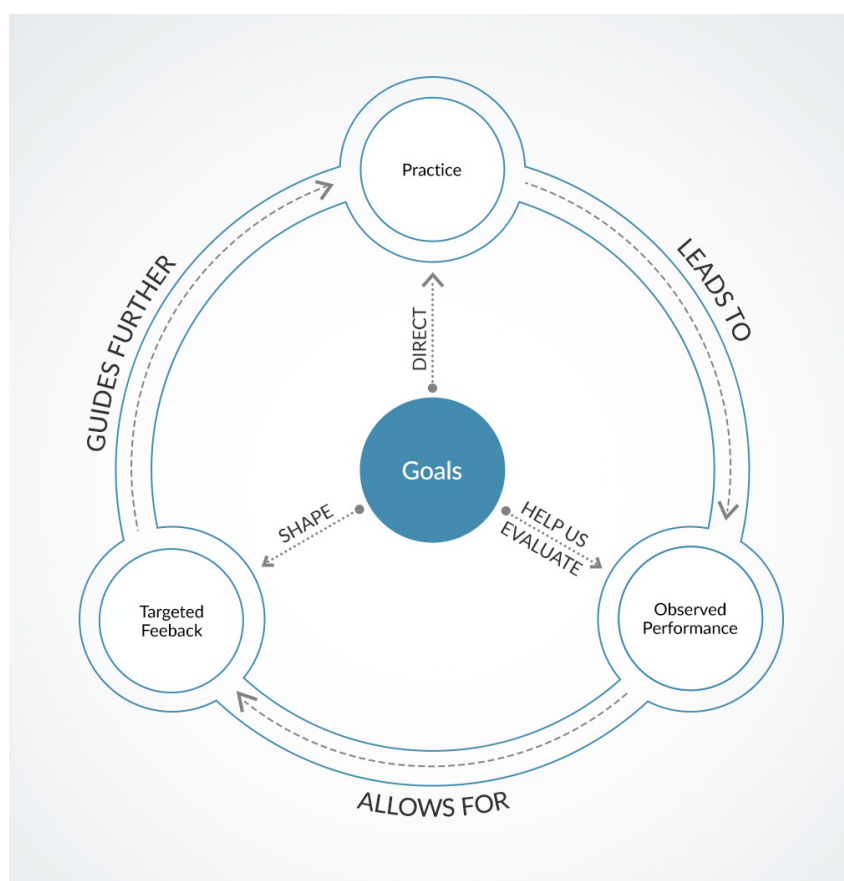 Practice
LEADS TO
GUIDES FURTHER
DIRECT
Goals
SHAPE
HELP US
EVALUATE
Targeted
Feeback
Observed
Performance
ALLOWS FOR